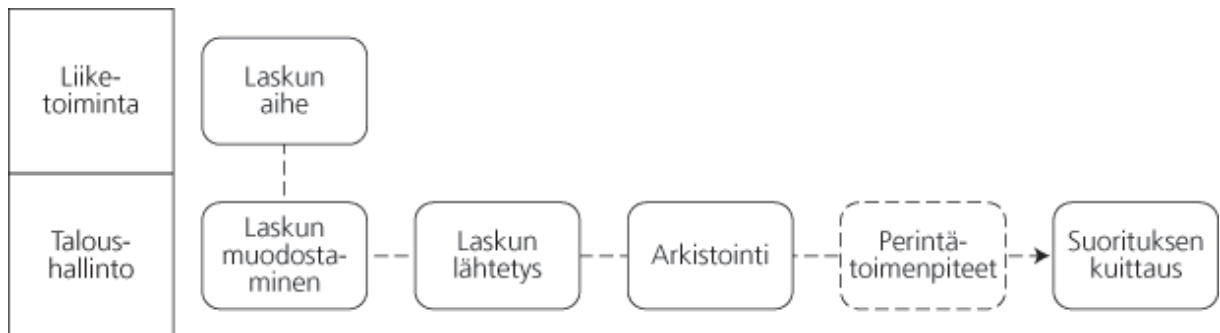 Liike-
toiminta
Laskun
aihe
Talous-
hallinto
Laskun
muodosta-
minen
Laskun
lähtetys
Arkistointi
Perintä-
toimenpiteet
Suorituksen
kuittaus